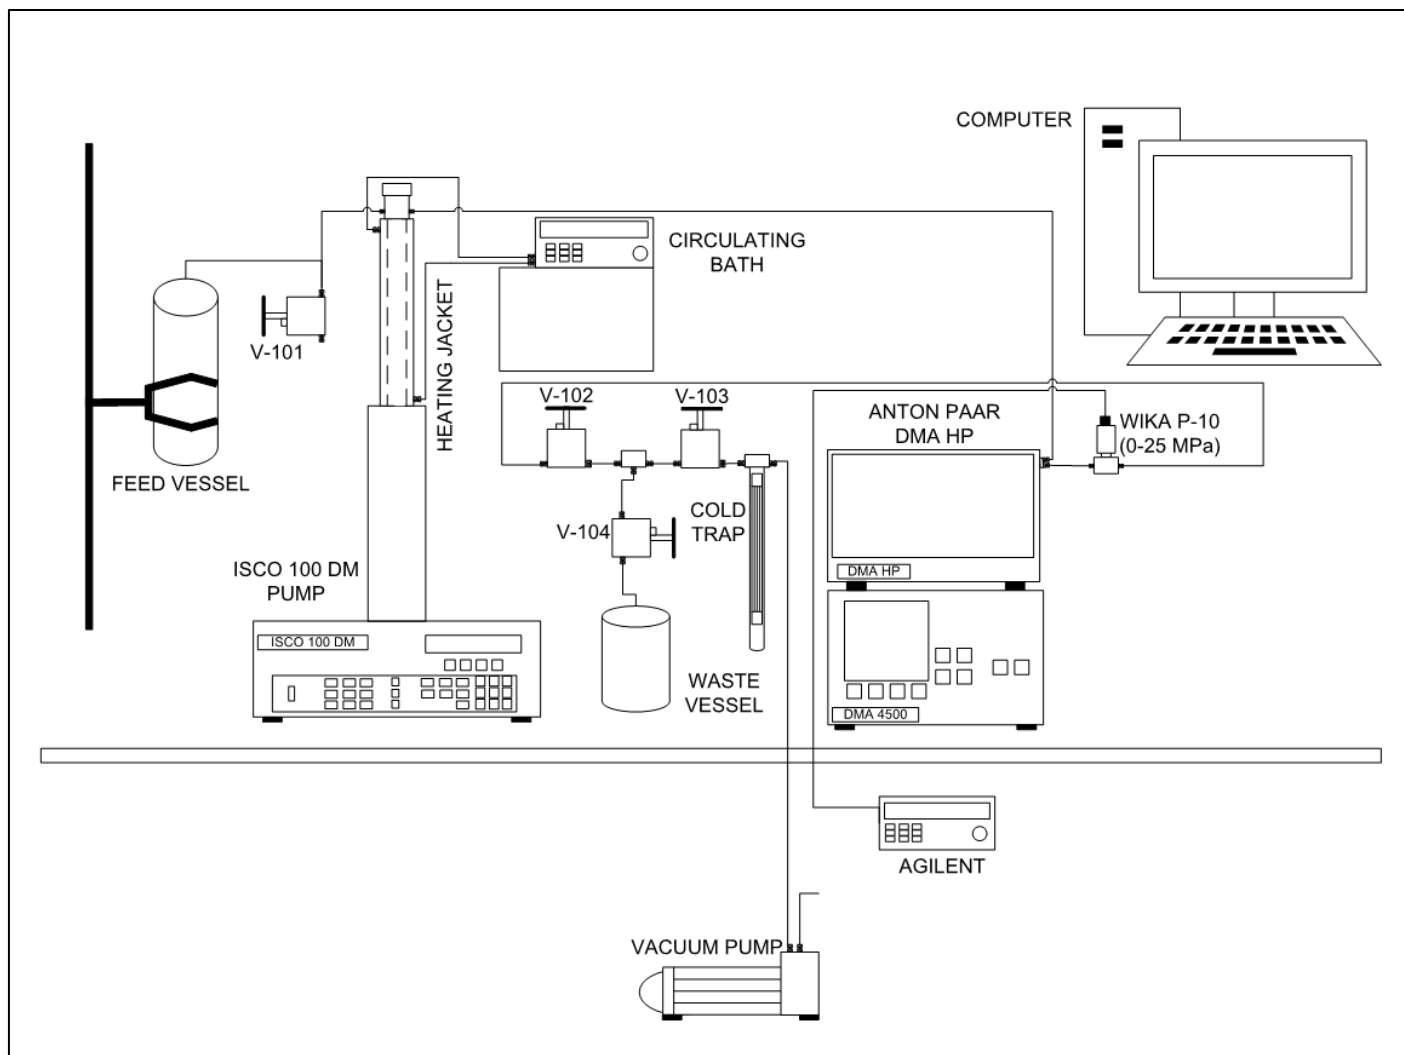 COMPUTER
CIRCULATING
BATH
HEATING JACKET
V-101
V-102
V-103
ANTON PAAR
DMA HP
WIKA P-10
(0-25 MPa)
FEED VESSEL
COLD
TRAP
V-104
ISCO 100 DM
PUMP
DMA HP
ISCO 100 DM
WASTE
VESSEL
DMA 4500
AGILENT
VACUUM PUMP